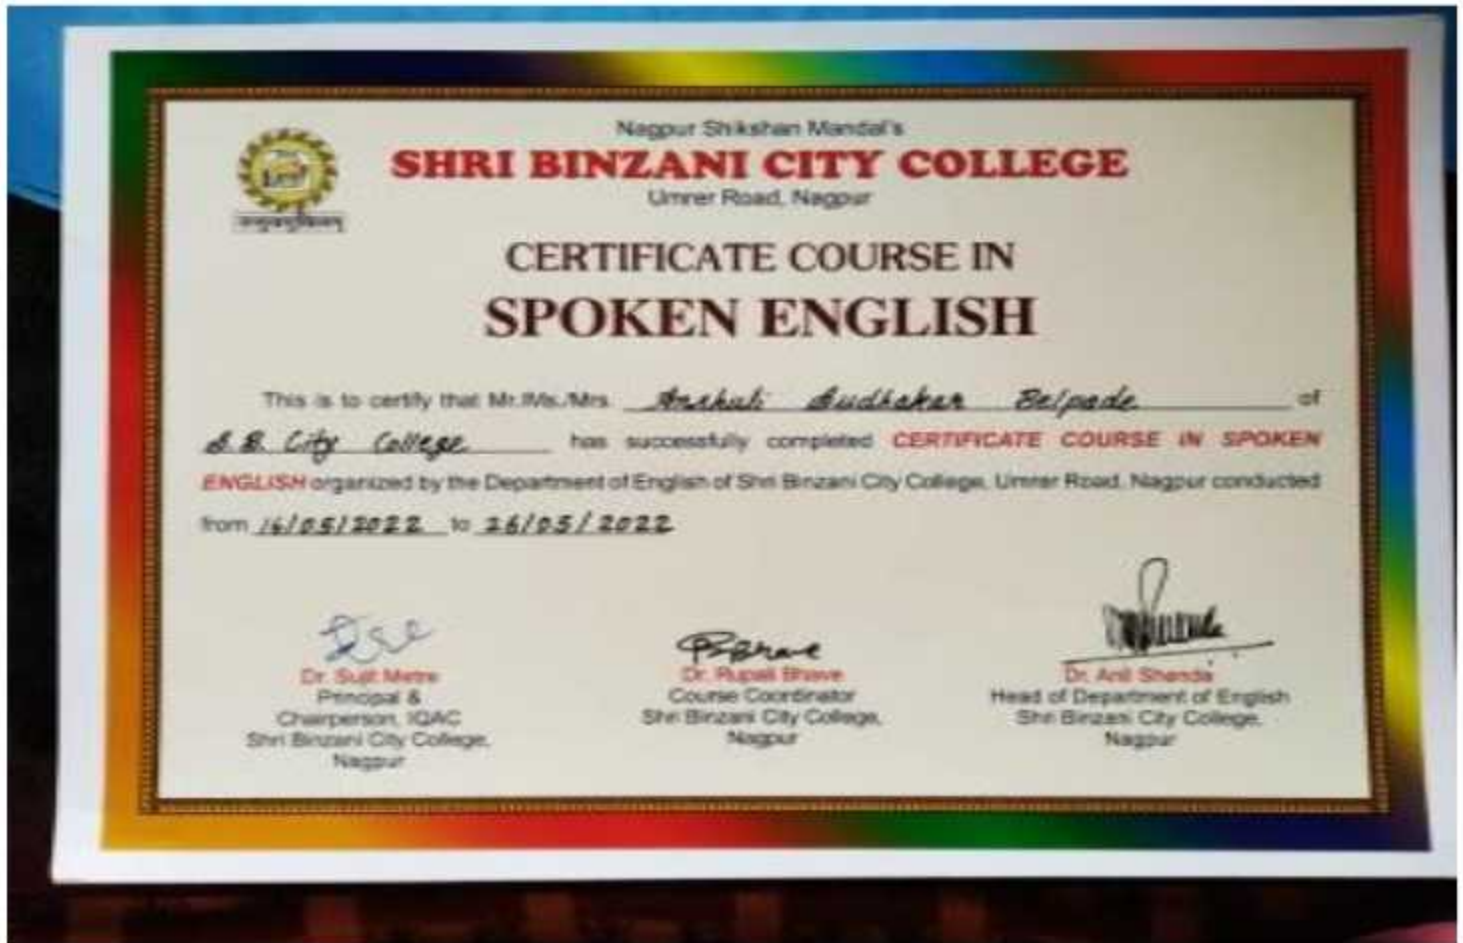 Nagpur Shikshan Mandal's
SHRI BINZANI CITY COLLEGE
Umrer Road, Nagpur
CERTIFICATE COURSE IN
SPOKEN ENGLISH
This is to certify that Mr./Ms./Mrs. Anshuli Sudhakar Belpade of
S.B. City College has successfully completed CERTIFICATE COURSE IN SPOKEN
ENGLISH organized by the Department of English of Shri Binzani City College, Umrer Road, Nagpur conducted
from 16/05/2022 to 26/05/2022
Dr. Sujit Metre
Principal &
Chairperson, IQAC
Shri Binzani City College,
Nagpur
RBhave
Dr. Rupali Bhave
Course Coordinator
Shri Binzani City College,
Nagpur
Dr. Anil Shende
Head of Department of English
Shri Binzani City College,
Nagpur